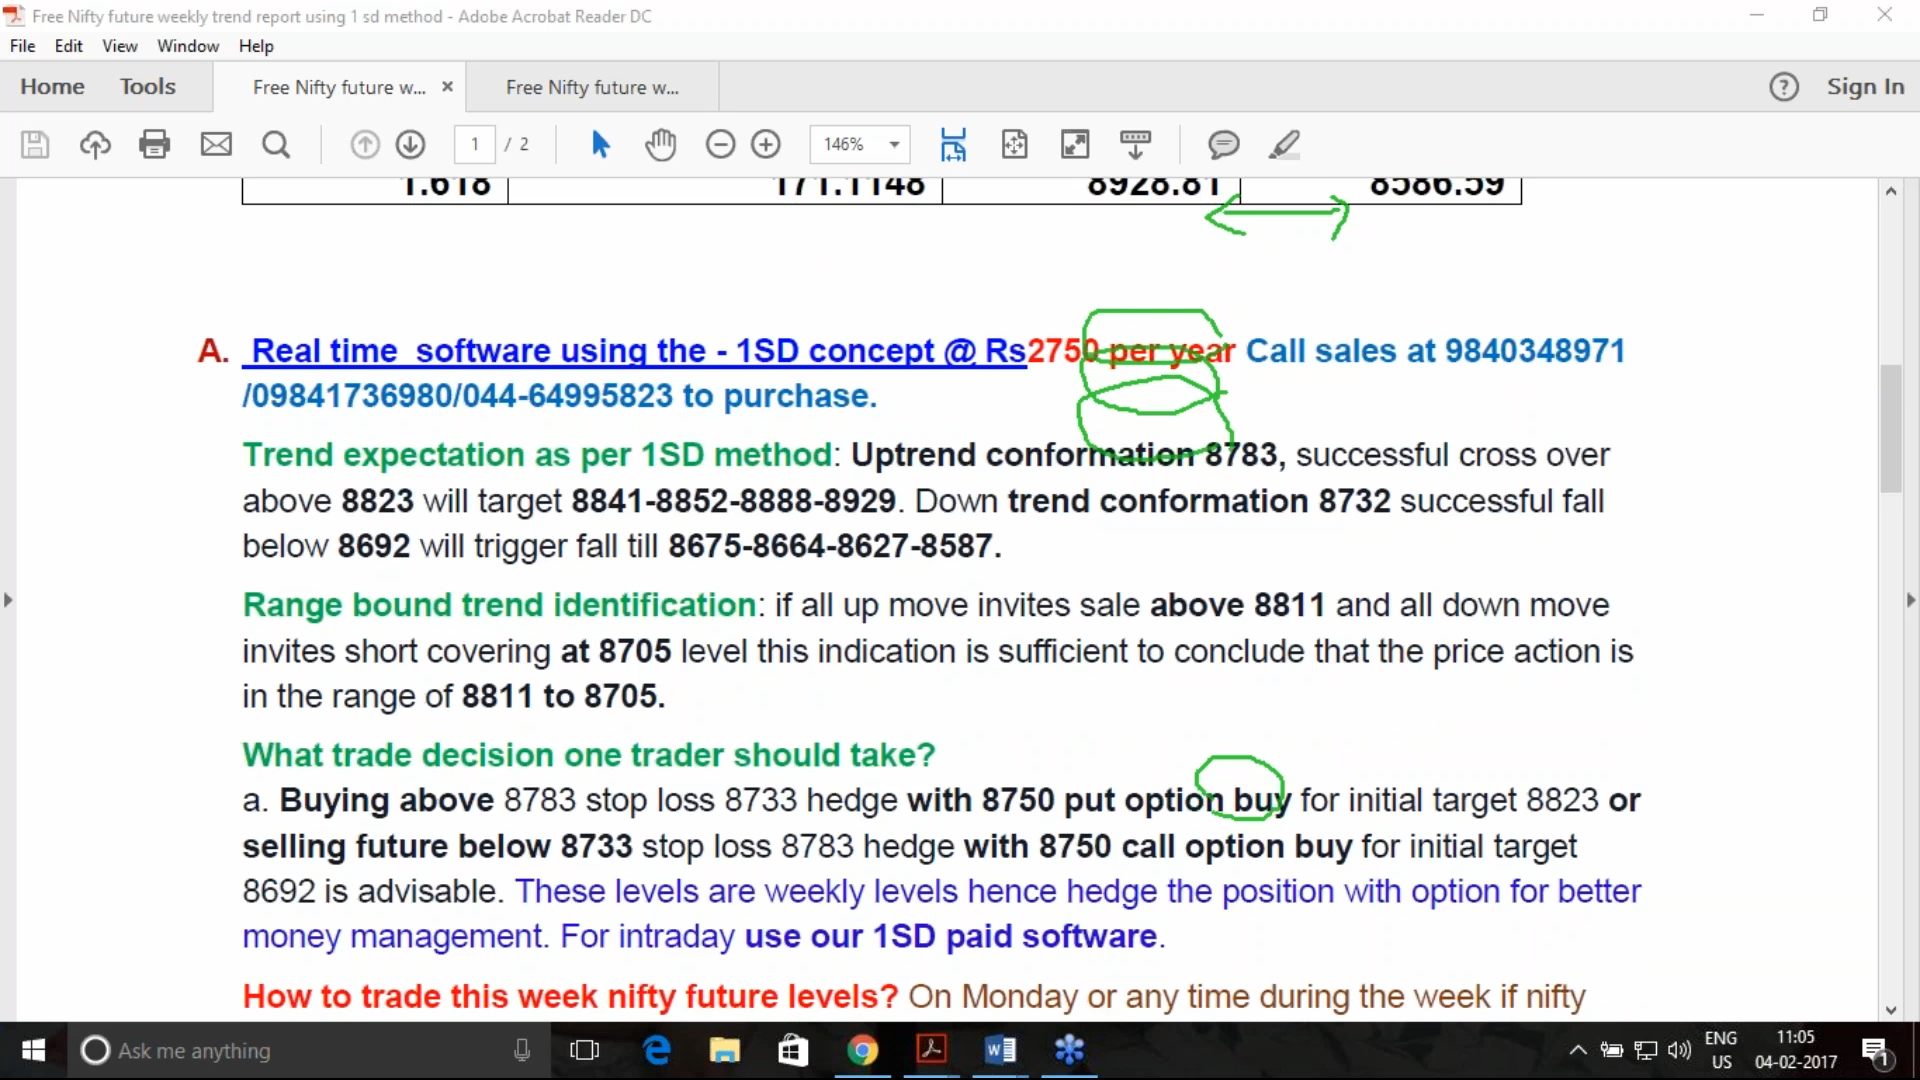 Free Nifty future weekly trend report using 1 sd method - Adobe Acrobat Reader DC
File Edit View Window Help
Home Tools Free Nifty future w... × Free Nifty future w... ? Sign In
1 / 2 146%
1.618 171.1148 8928.81 8586.59
A. Real time software using the - 1SD concept @ Rs2750 per year Call sales at 9840348971
/09841736980/044-64995823 to purchase.
Trend expectation as per 1SD method: Uptrend conformation 8783, successful cross over
above 8823 will target 8841-8852-8888-8929. Down trend conformation 8732 successful fall
below 8692 will trigger fall till 8675-8664-8627-8587.
Range bound trend identification: if all up move invites sale above 8811 and all down move
invites short covering at 8705 level this indication is sufficient to conclude that the price action is
in the range of 8811 to 8705.
What trade decision one trader should take?
a. Buying above 8783 stop loss 8733 hedge with 8750 put option buy for initial target 8823 or
selling future below 8733 stop loss 8783 hedge with 8750 call option buy for initial target
8692 is advisable. These levels are weekly levels hence hedge the position with option for better
money management. For intraday use our 1SD paid software.
How to trade this week nifty future levels? On Monday or any time during the week if nifty
Ask me anything
ENG 11:05
US 04-02-2017 1